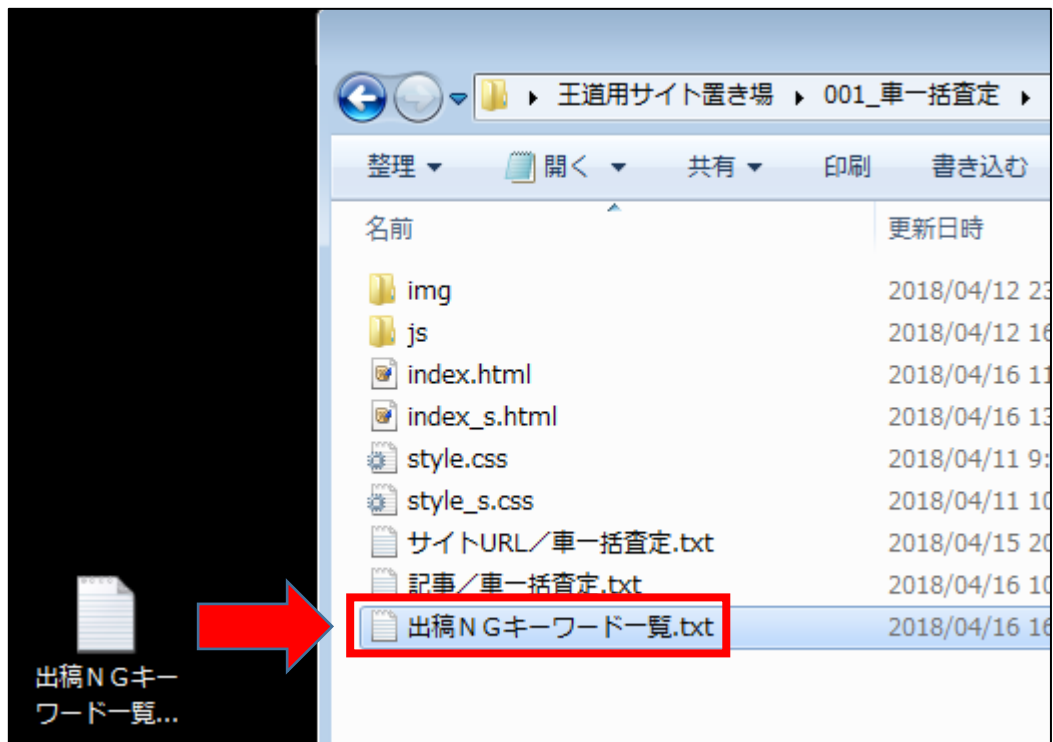 王道用サイト置き場 001_車一括査定
整理 開く 共有 印刷 書き込む
名前 更新日時
img 2018/04/12 23
js 2018/04/12 16
index.html 2018/04/16 11
index_s.html 2018/04/16 13
style.css 2018/04/11 9:
style_s.css 2018/04/11 10
サイトURL／車一括査定.txt 2018/04/15 20
記事／車一括査定.txt 2018/04/16 10
出稿ＮＧキーワード一覧.txt 2018/04/16 16
出稿ＮＧキー
ワード一覧...